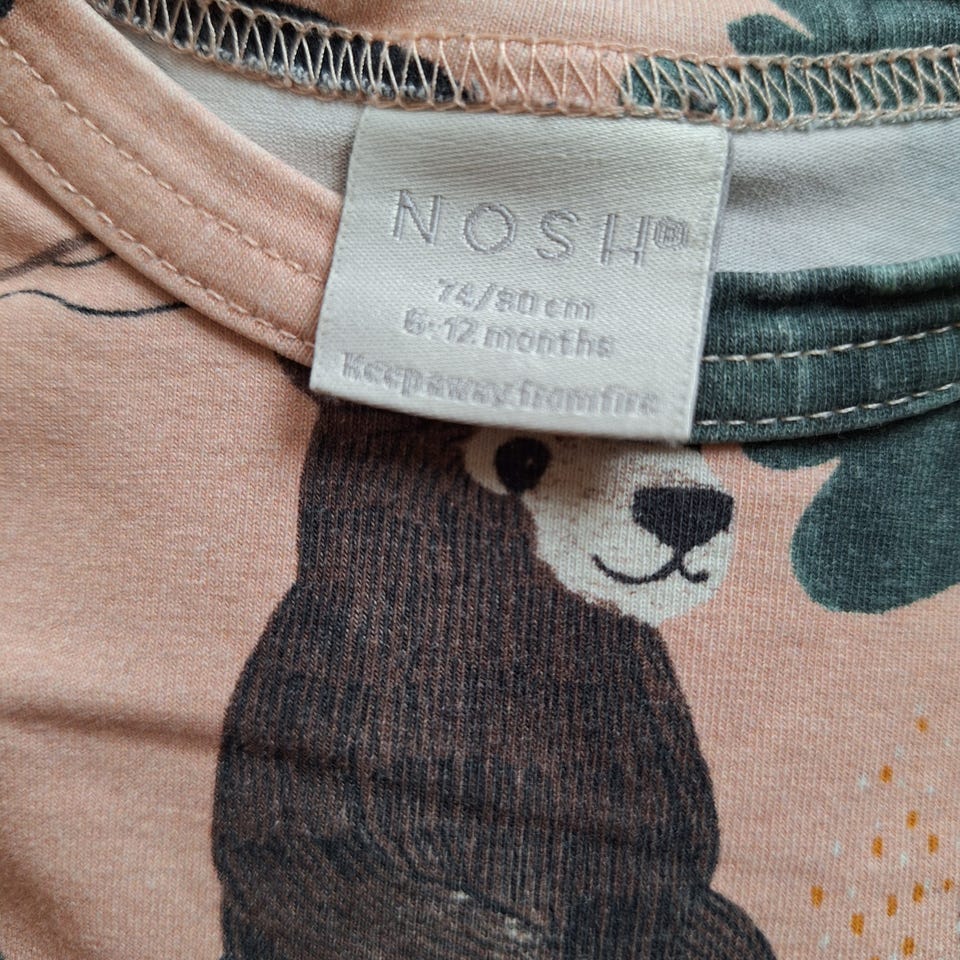 NOSH®
74/80 cm
6-12 months
Keep away from fire